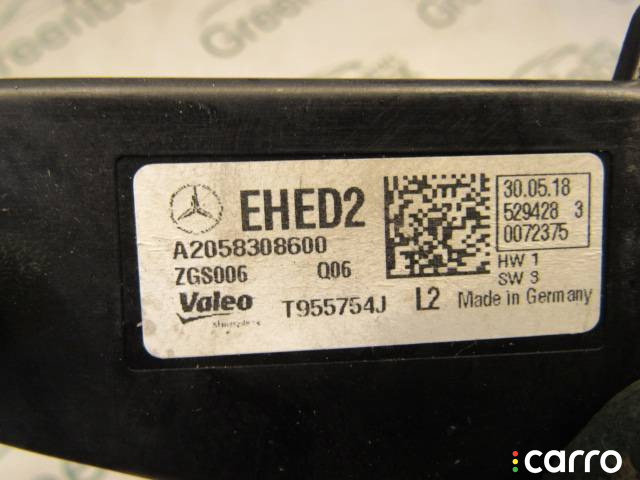 EHED2
A2058308600
ZGS006 Q06
Valeo T955754J L2 Made in Germany
30.05.18
529428 3
0072375
HW 1
SW 3
carro